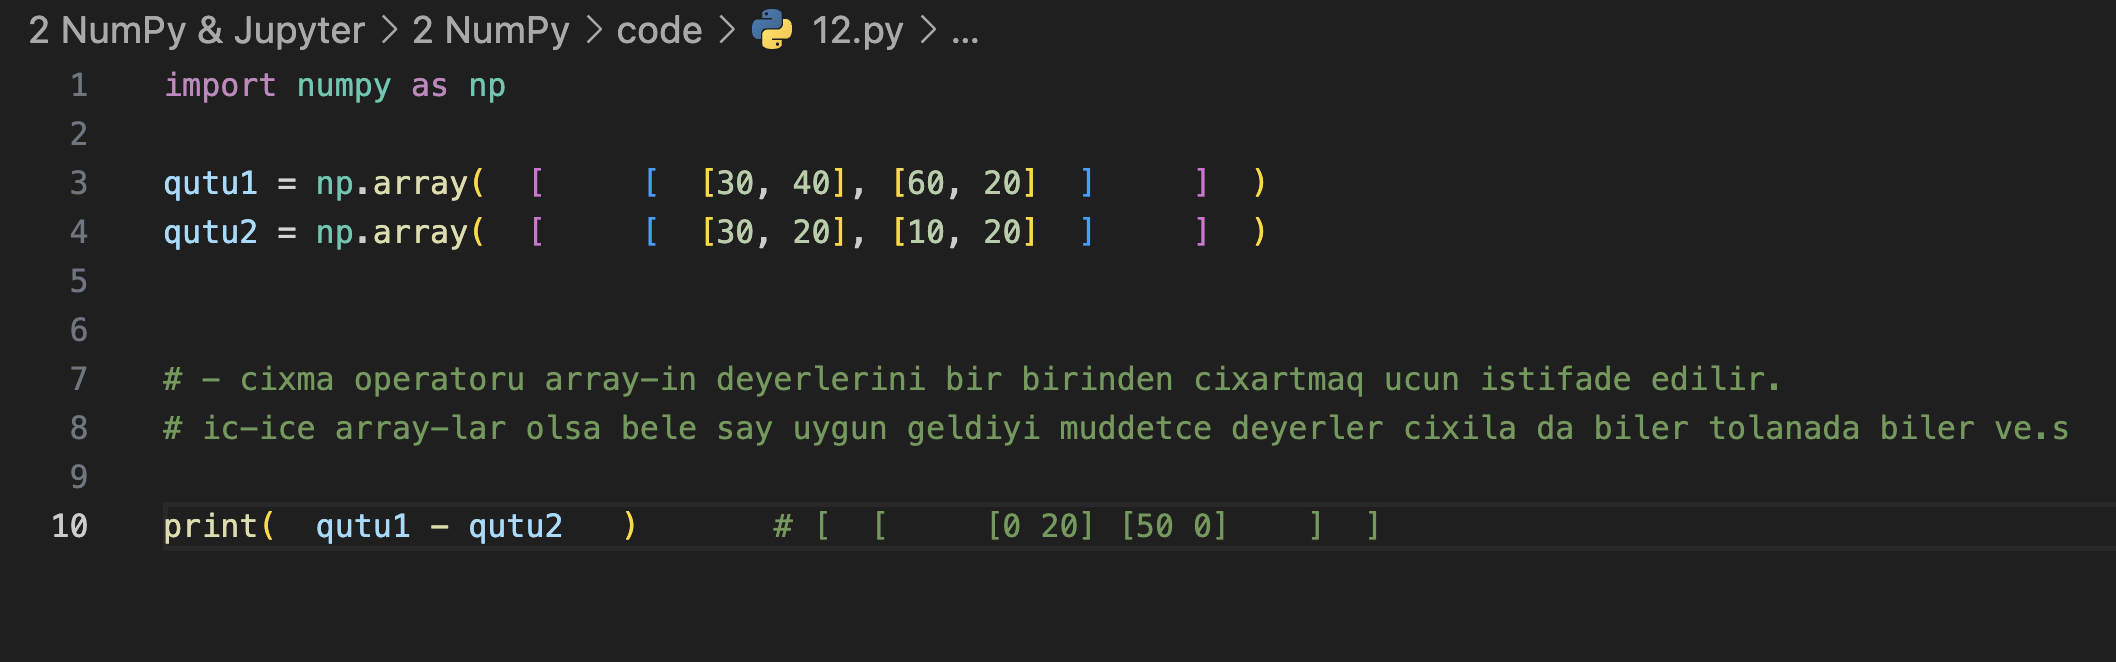 2 NumPy & Jupyter > 2 NumPy > code > 12.py > ...
1 import numpy as np
2
3 qutu1 = np.array(  [     [  [30, 40], [60, 20]  ]     ]  )
4 qutu2 = np.array(  [     [  [30, 20], [10, 20]  ]     ]  )
5
6
7 # - cixma operatoru array-in deyerlerini bir birinden cixartmaq ucun istifade edilir.
8 # ic-ice array-lar olsa bele say uygun geldiyi muddetce deyerler cixila da biler tolanada biler ve.s
9
10 print(  qutu1 - qutu2   )       # [  [     [0 20] [50 0]    ]  ]